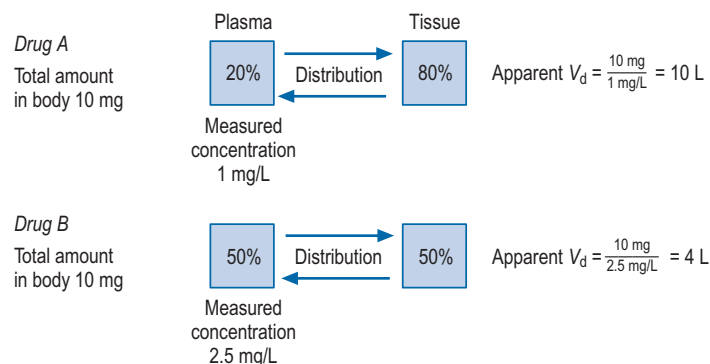 Plasma
Tissue
Drug A
Total amount
in body 10 mg
20%
Distribution
80%
Apparent Vd = 10 mg / 1 mg/L = 10 L
Measured
concentration
1 mg/L
Drug B
Total amount
in body 10 mg
50%
Distribution
50%
Apparent Vd = 10 mg / 2.5 mg/L = 4 L
Measured
concentration
2.5 mg/L